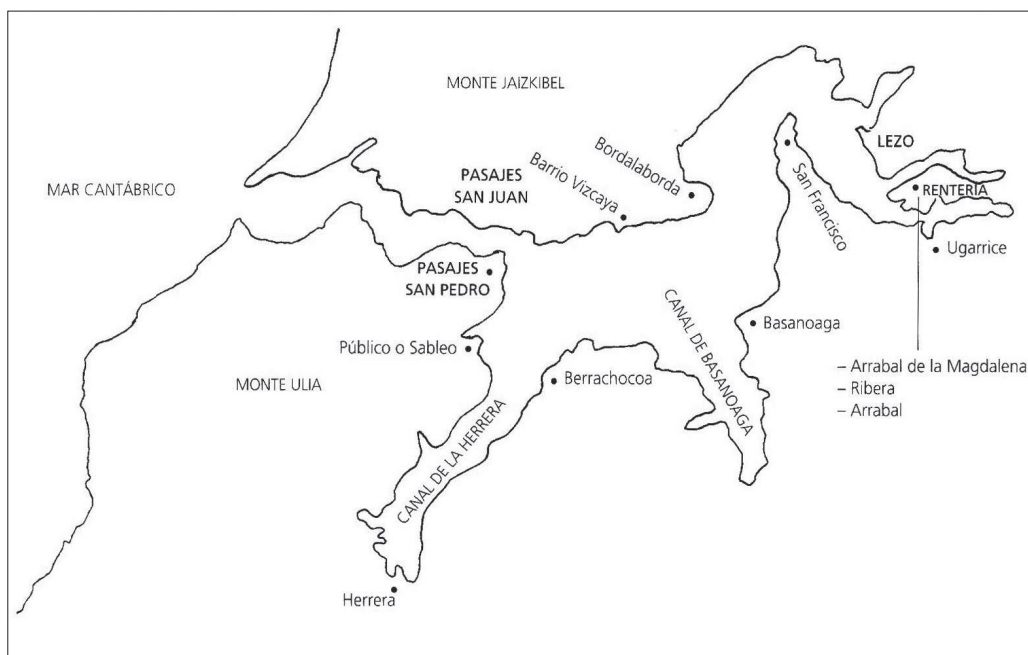 MONTE JAIZKIBEL
MAR CANTÁBRICO
PASAJES
SAN JUAN
Barrio Vizcaya
Bordalaborda
LEZO
RENTERÍA
San Francisco
Ugarrice
PASAJES
SAN PEDRO
Público o Sableo
MONTE ULIA
Berrachocoa
CANAL DE BASANOAGA
Basanoaga
– Arrabal de la Magdalena
– Ribera
– Arrabal
CANAL DE LA HERRERA
Herrera